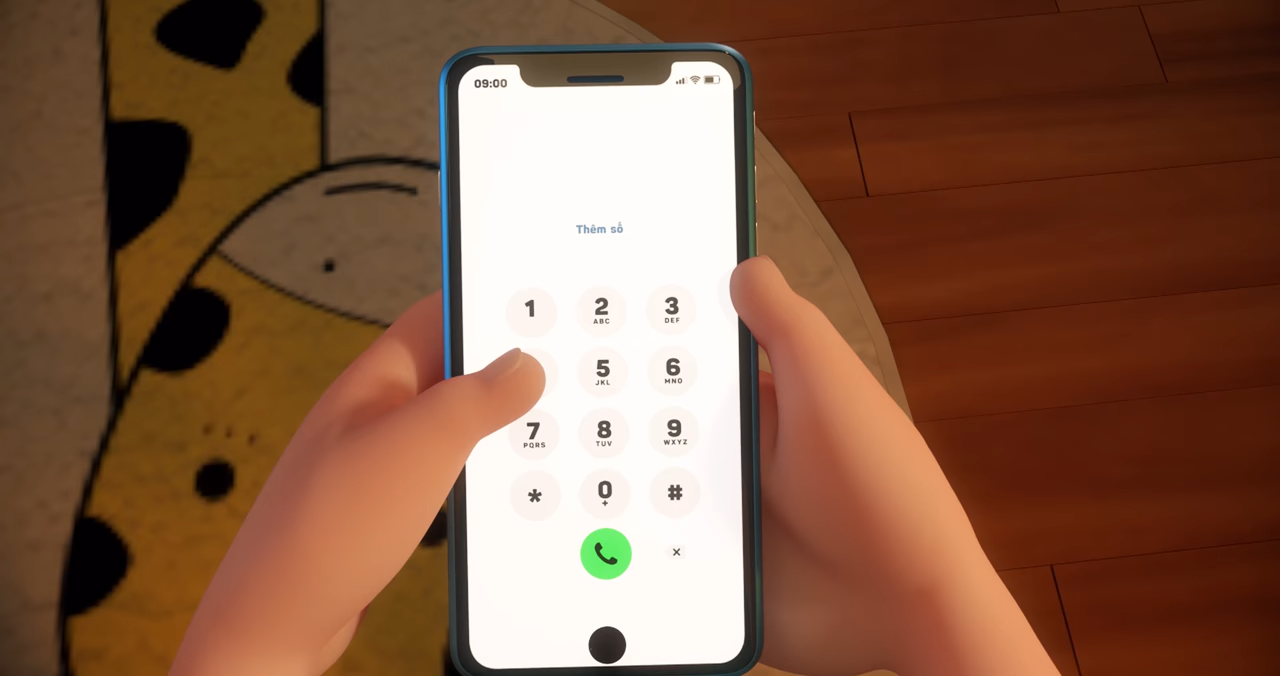 09:00
Thêm số
1 2 3
ABC DEF
5 6
JKL MNO
7 8 9
PQRS TUV WXYZ
* 0 #
+
×